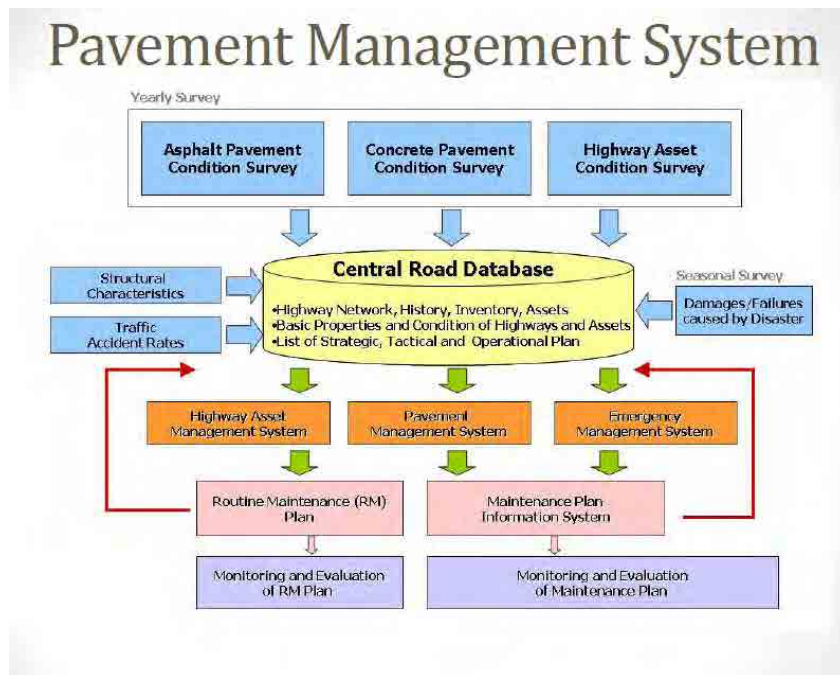 Pavement Management System
Yearly Survey
Asphalt Pavement
Condition Survey
Concrete Pavement
Condition Survey
Highway Asset
Condition Survey
Central Road Database
•Highway Network, History, Inventory, Assets
•Basic Properties and Condition of Highways and Assets
•List of Strategic, Tactical and Operational Plan
Structural
Characteristics
Traffic
Accident Rates
Seasonal Survey
Damages/Failures
caused by Disaster
Highway Asset
Management System
Pavement
Management System
Emergency
Management System
Routine Maintenance (RM)
Plan
Maintenance Plan
Information System
Monitoring and Evaluation
of RM Plan
Monitoring and Evaluation
of Maintenance Plan